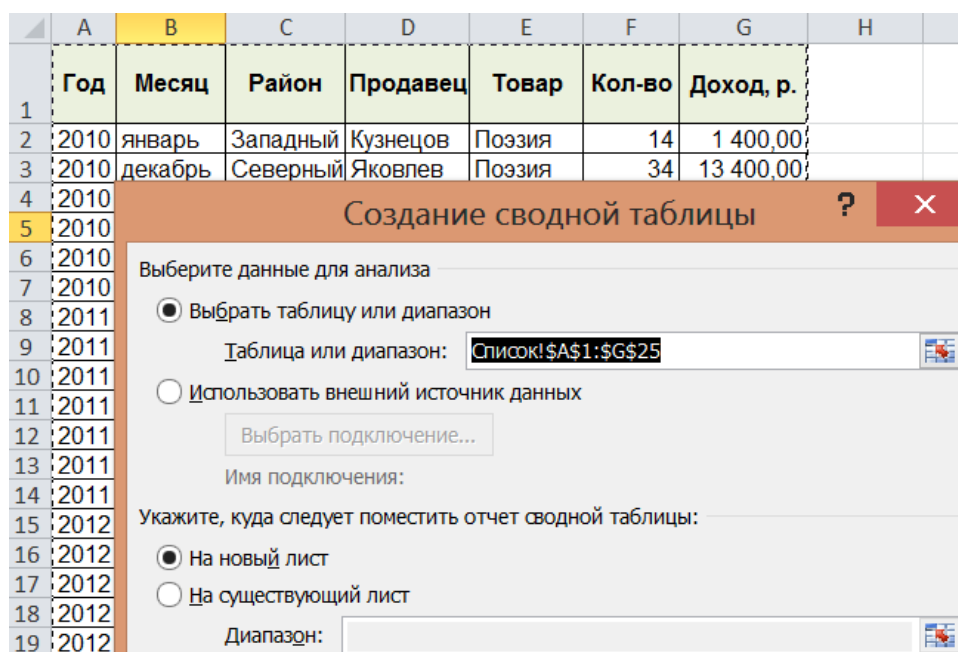 A B C D E F G H
1 Год Месяц Район Продавец Товар Кол-во Доход, р.
2 2010 январь Западный Кузнецов Поэзия 14 1 400,00
3 2010 декабрь Северный Яковлев Поэзия 34 13 400,00
4 2010
Создание сводной таблицы ? X
5 2010
6 2010
Выберите данные для анализа
7 2010
8 2011 Выбрать таблицу или диапазон
9 2011 Таблица или диапазон: Список!$A$1:$G$25
10 2011
11 2011 Использовать внешний источник данных
12 2011 Выбрать подключение...
13 2011
Имя подключения:
14 2011
15 2012 Укажите, куда следует поместить отчет сводной таблицы:
16 2012 На новый лист
17 2012 На существующий лист
18 2012
19 2012 Диапазон: